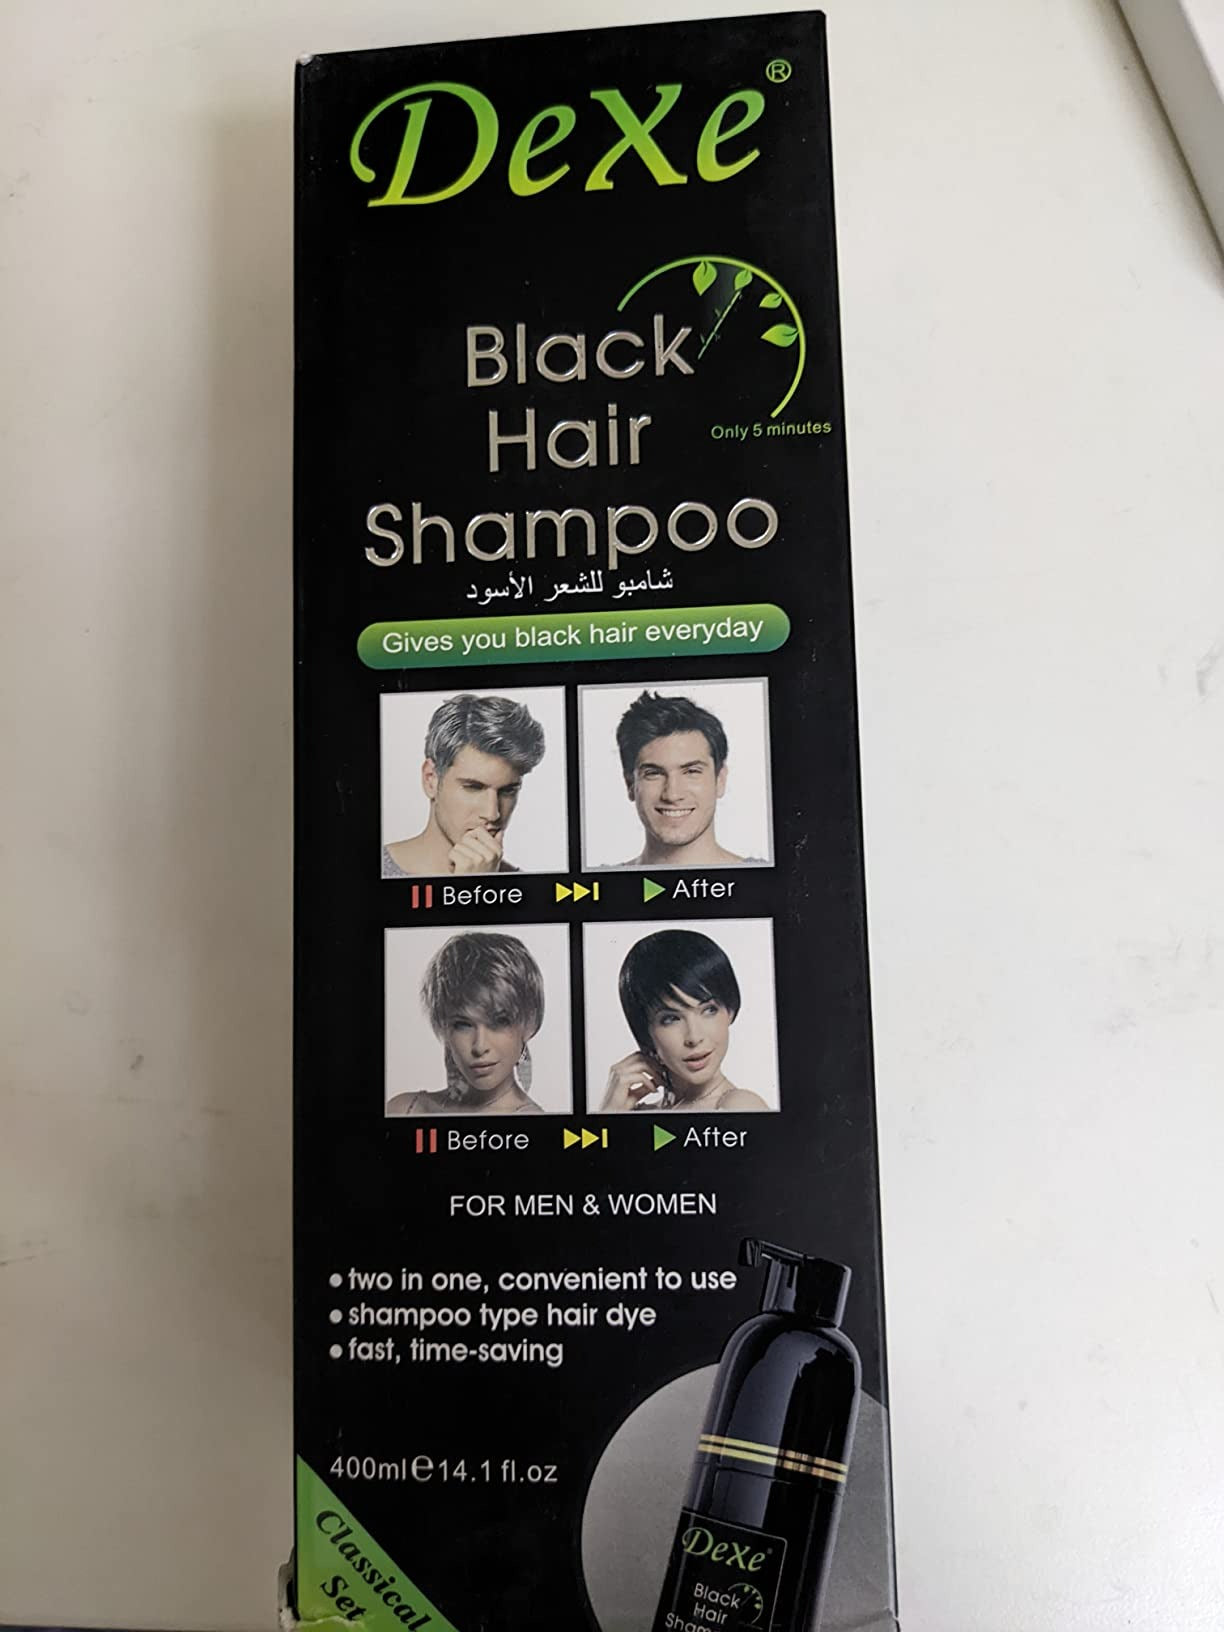 DeXe®
Black
Hair
Only 5 minutes
Shampoo
شامبو للشعر الأسود
Gives you black hair everyday
Before
After
Before
After
FOR MEN & WOMEN
• two in one, convenient to use
• shampoo type hair dye
• fast, time-saving
400ml℮14.1 fl.oz
Classical
Set
DeXe
Black
Hair